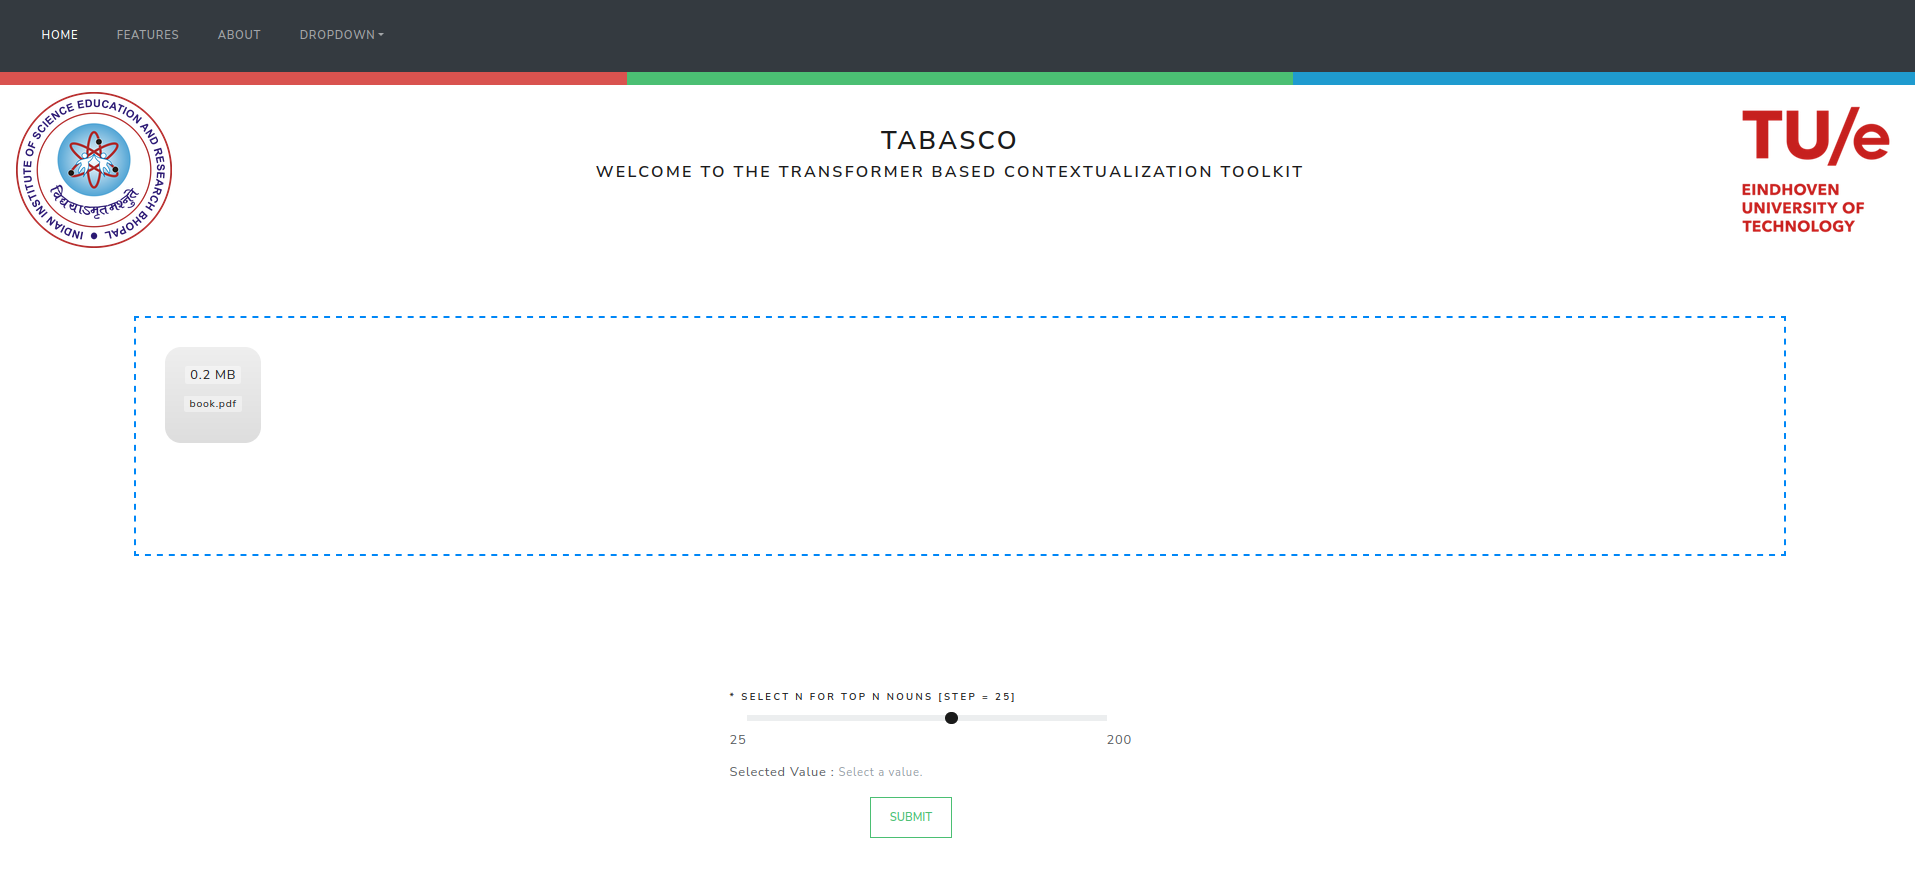 HOME FEATURES ABOUT DROPDOWN
INDIAN INSTITUTE OF SCIENCE EDUCATION AND RESEARCH BHOPAL
विद्ययाऽमृतमश्नुते
TABASCO
WELCOME TO THE TRANSFORMER BASED CONTEXTUALIZATION TOOLKIT
TU/e
EINDHOVEN
UNIVERSITY OF
TECHNOLOGY
0.2 MB
book.pdf
* SELECT N FOR TOP N NOUNS [STEP = 25]
25 200
Selected Value : Select a value.
SUBMIT